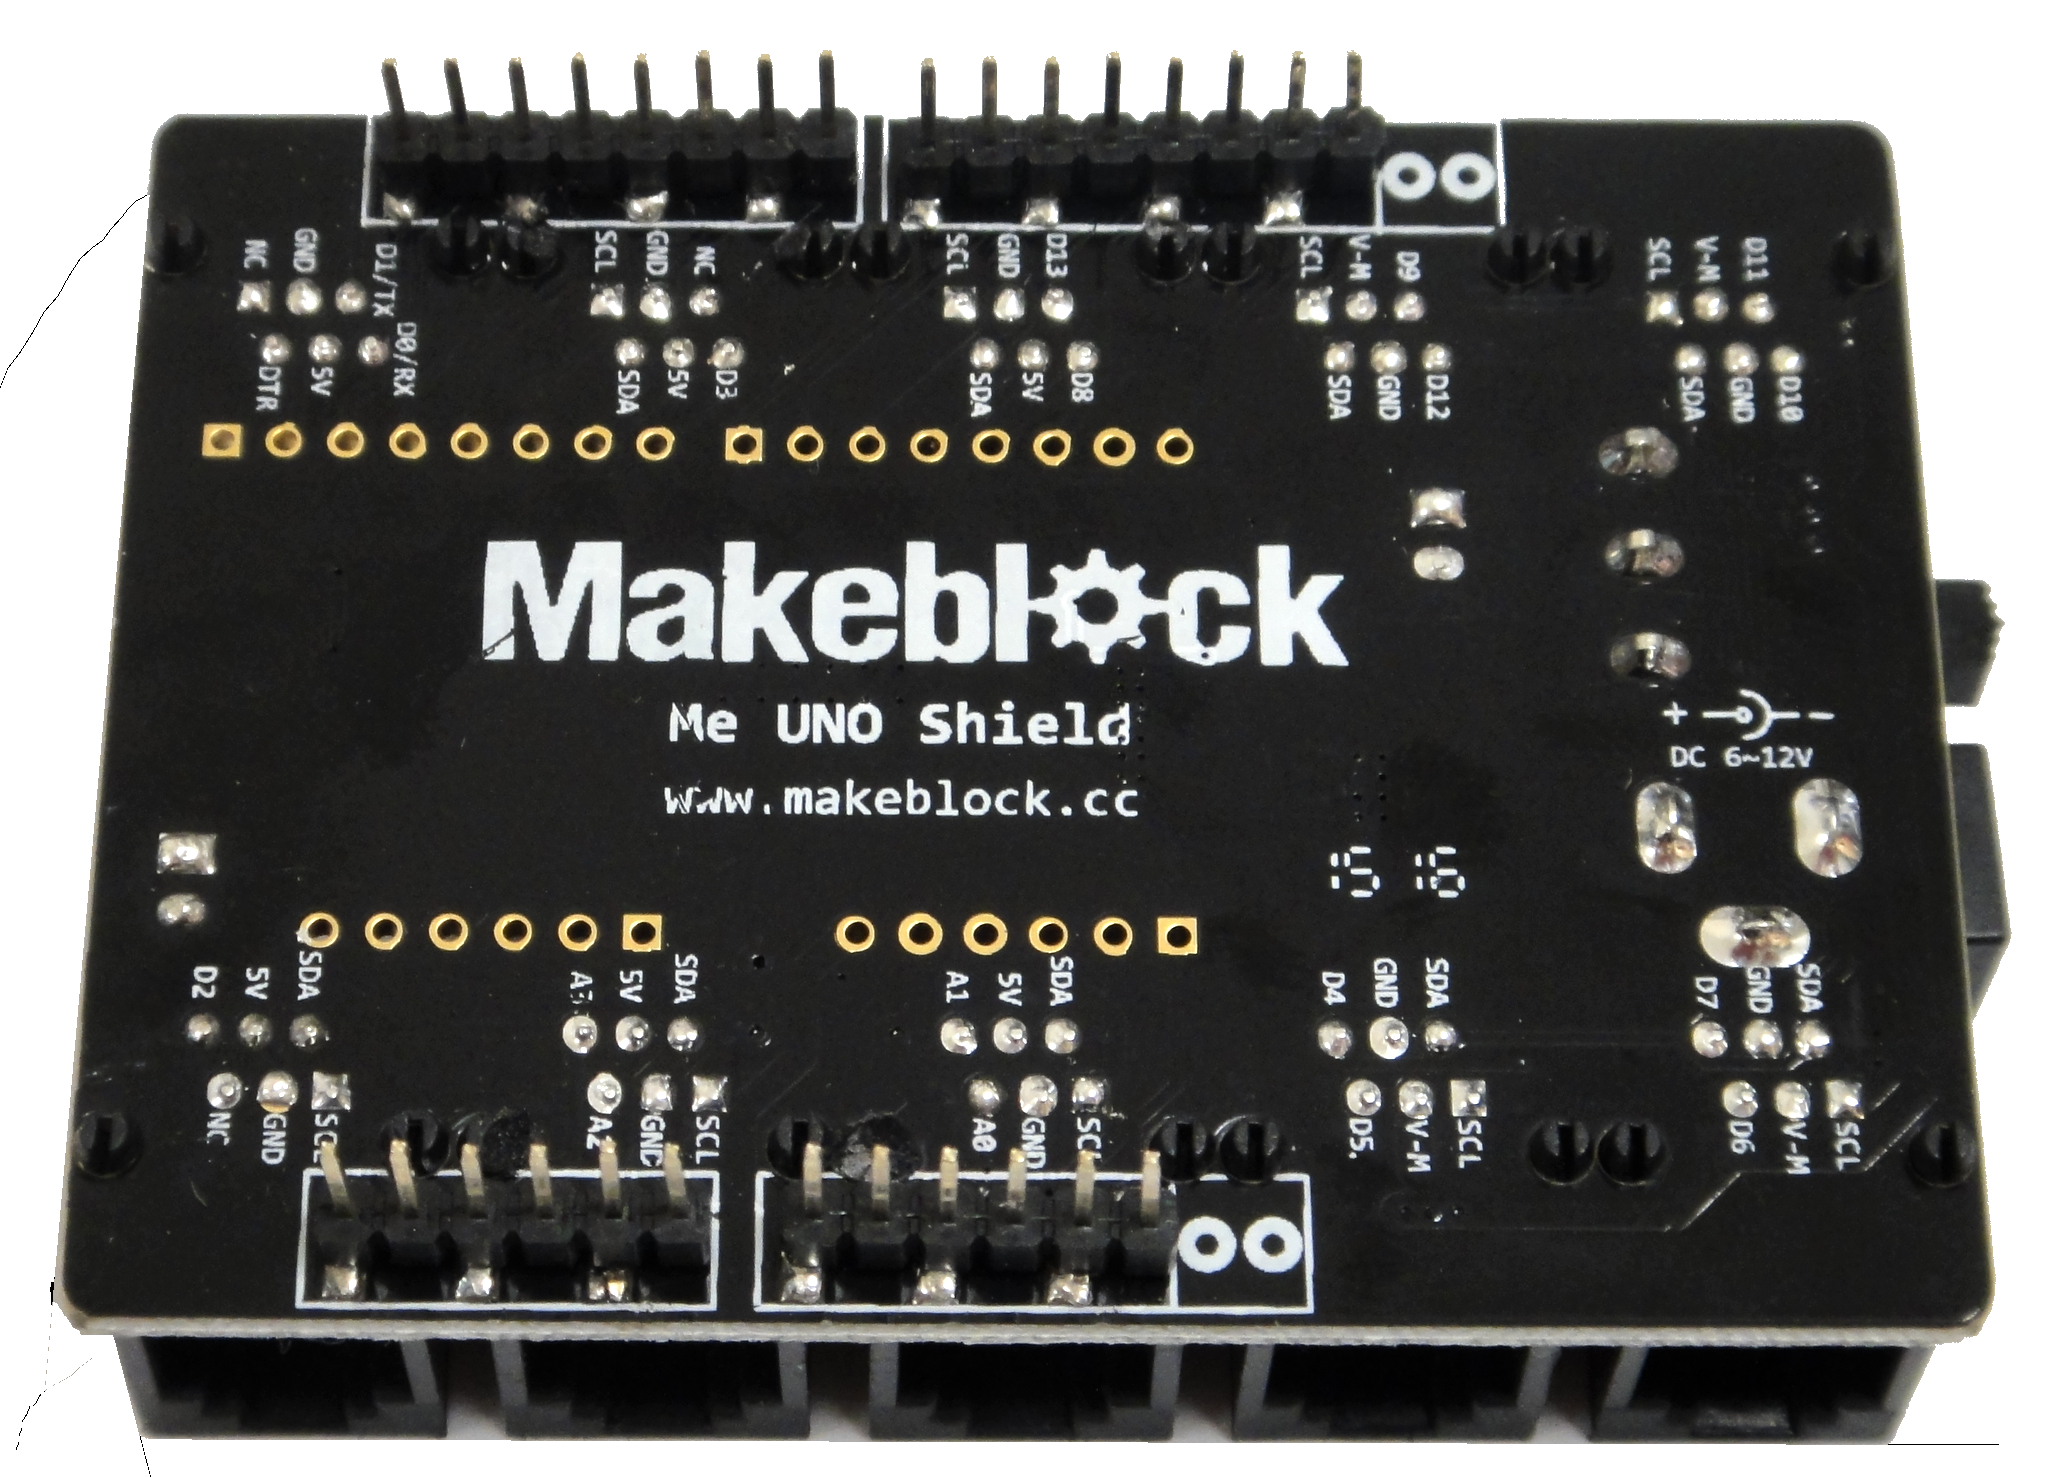 NC GND D1/TX
DTR 5V D0/RX
SCL GND NC
SDA 5V D3
SCL GND D13
SDA 5V D8
SCL V-M D9
SDA GND D12
SCL V-M D11
SDA GND D10
Makeblock
Me UNO Shield
www.makeblock.cc
+ -
DC 6~12V
D2 5V SDA
NC GND SCL
5V SDA
A2 GND SCL
A1 5V SDA
A0 GND SCL
D4 GND SDA
D5 V-M SCL
D7 GND SDA
D6 V-M SCL